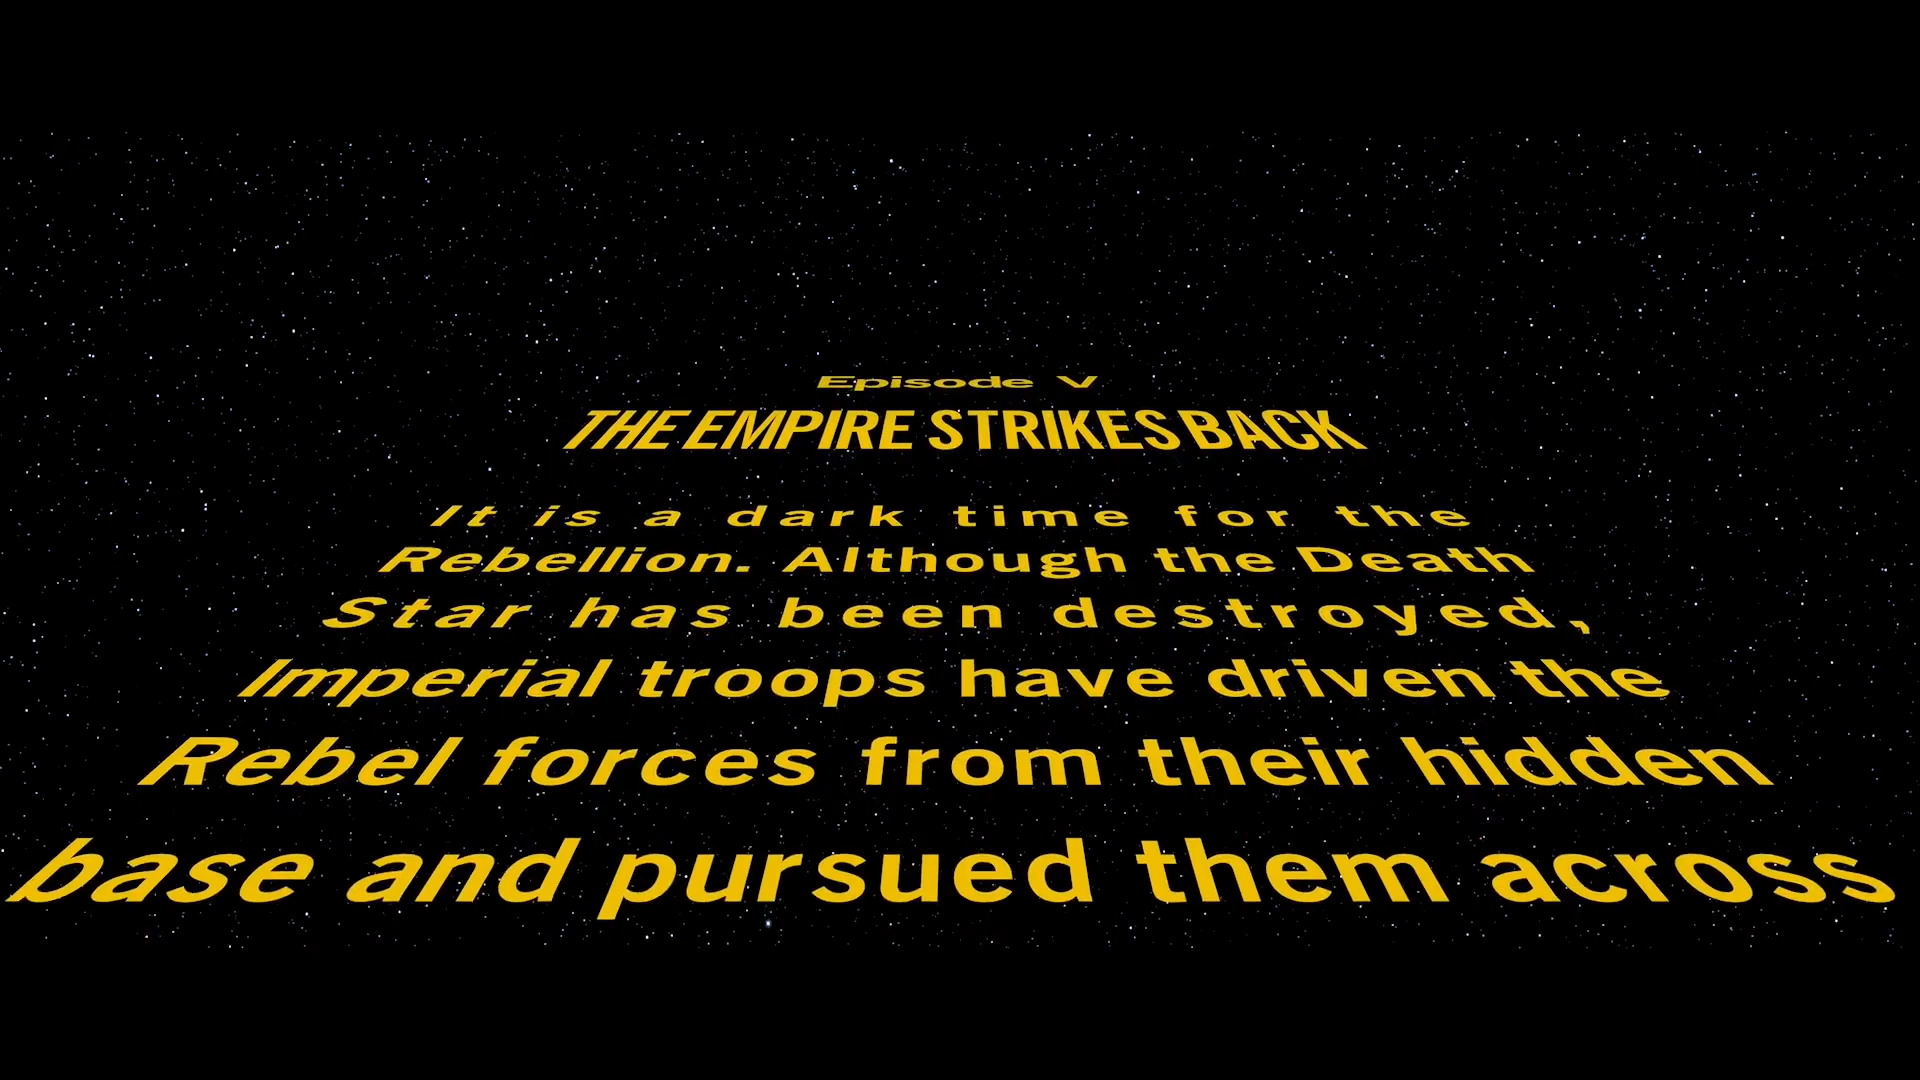 Episode V
THE EMPIRE STRIKES BACK
It is a dark time for the
Rebellion. Although the Death
Star has been destroyed,
Imperial troops have driven the
Rebel forces from their hidden
base and pursued them across